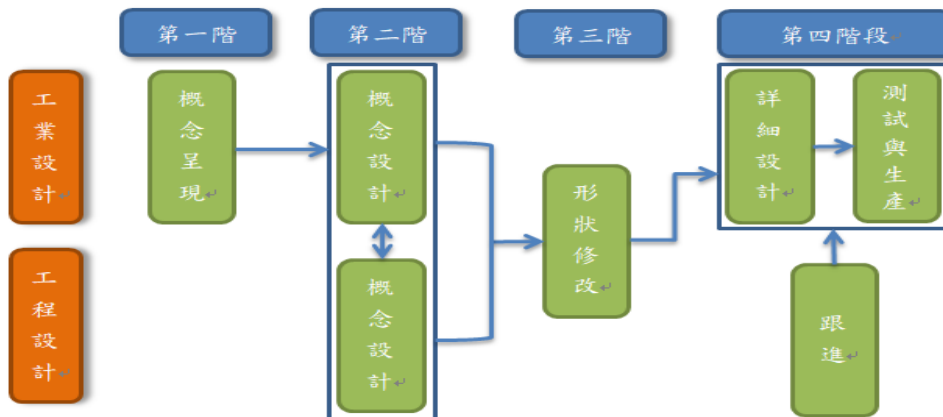 第一階
第二階
第三階
第四階段
工業設計
概念呈現
概念設計
詳細設計
測試與生產
形狀修改
工程設計
概念設計
跟進